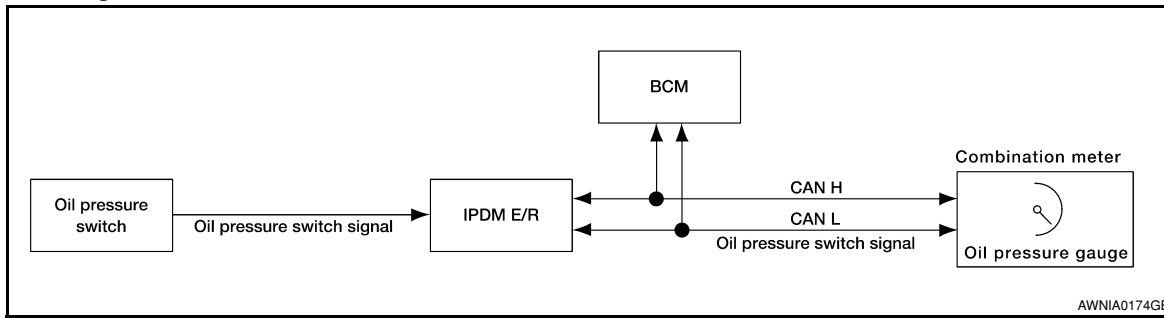 BCM
Combination meter
Oil pressure
switch
Oil pressure switch signal
IPDM E/R
CAN H
CAN L
Oil pressure switch signal
Oil pressure gauge